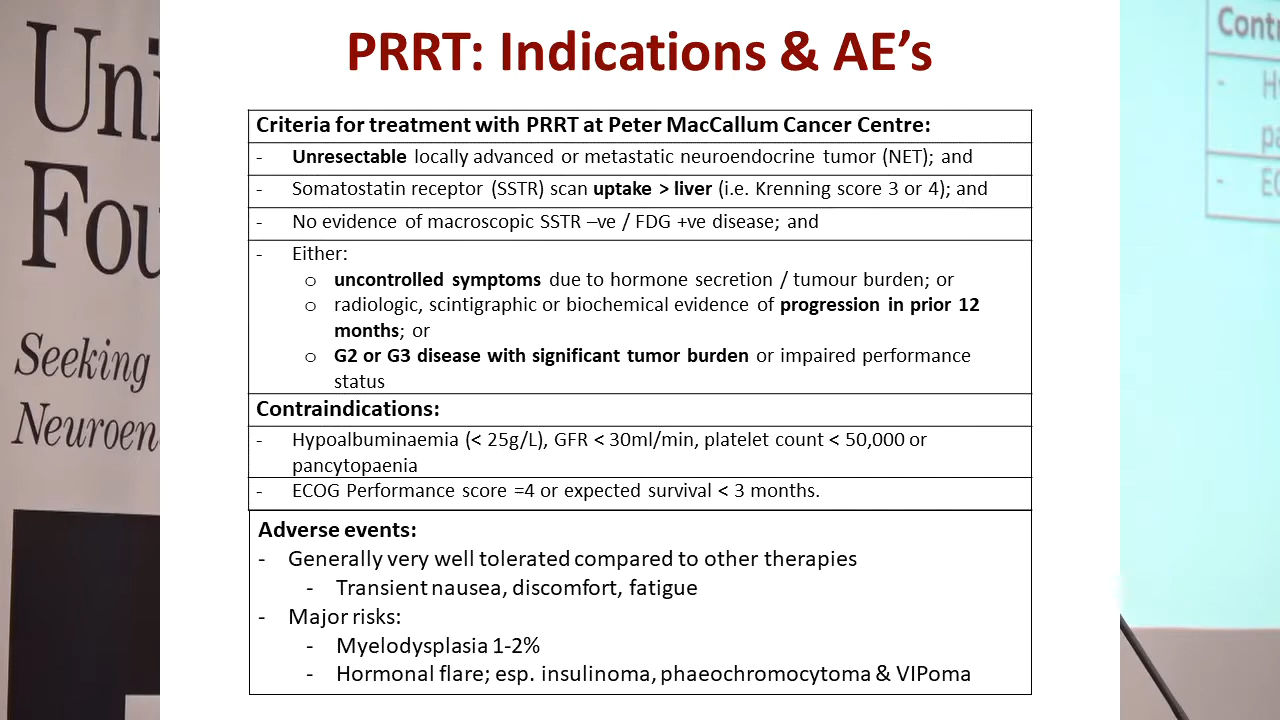 PRRT: Indications & AE's
Criteria for treatment with PRRT at Peter MacCallum Cancer Centre:
- Unresectable locally advanced or metastatic neuroendocrine tumor (NET); and
- Somatostatin receptor (SSTR) scan uptake > liver (i.e. Krenning score 3 or 4); and
- No evidence of macroscopic SSTR –ve / FDG +ve disease; and
- Either:
o uncontrolled symptoms due to hormone secretion / tumour burden; or
o radiologic, scintigraphic or biochemical evidence of progression in prior 12
months; or
o G2 or G3 disease with significant tumor burden or impaired performance
status
Contraindications:
- Hypoalbuminaemia (< 25g/L), GFR < 30ml/min, platelet count < 50,000 or
pancytopaenia
- ECOG Performance score =4 or expected survival < 3 months.
Adverse events:
- Generally very well tolerated compared to other therapies
- Transient nausea, discomfort, fatigue
- Major risks:
- Myelodysplasia 1-2%
- Hormonal flare; esp. insulinoma, phaeochromocytoma & VIPoma
Uni
Fou
Seeking
Neuroen
Conti
- H
pa
- EC